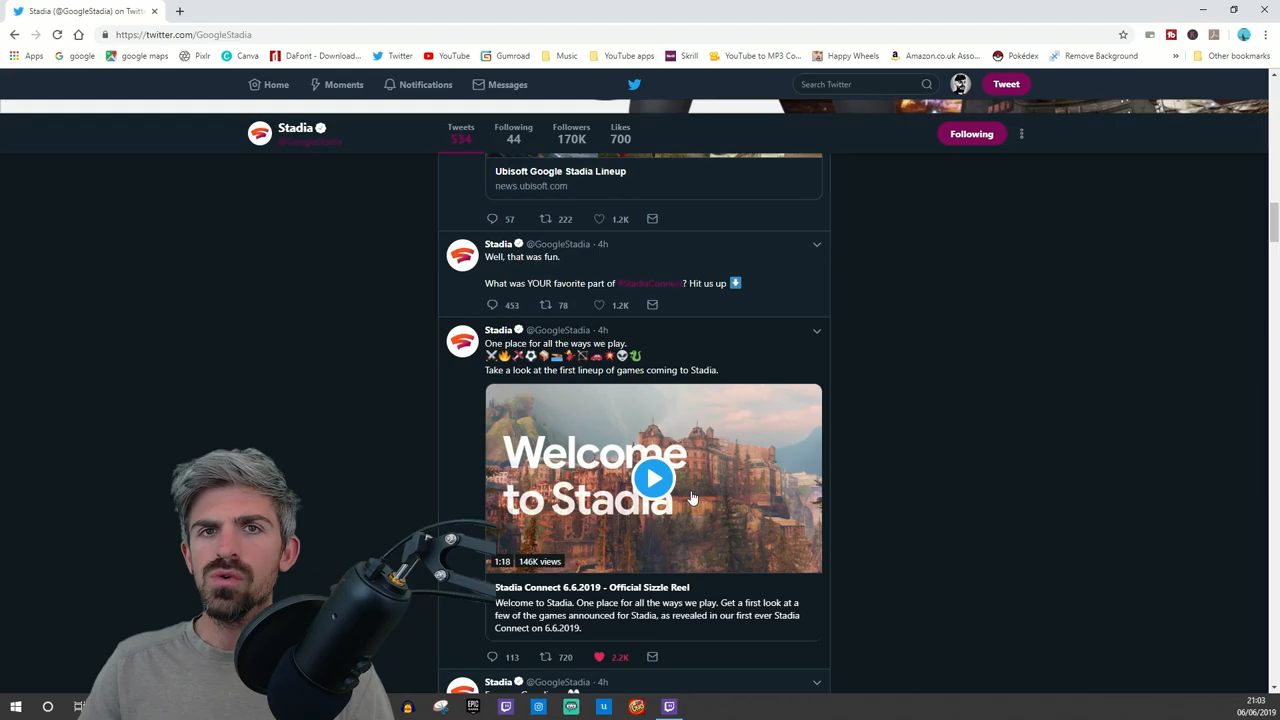 Stadia (@GoogleStadia) on Twitt
https://twitter.com/GoogleStadia
Apps
google
google maps
Pixlr
Canva
DaFont - Download...
Twitter
YouTube
Gumroad
Music
YouTube apps
Skrill
YouTube to MP3 Co...
Happy Wheels
Amazon.co.uk Asso...
Pokédex
Remove Background
»
Other bookmarks
Home
Moments
Notifications
Messages
Search Twitter
Tweet
Stadia
@GoogleStadia
Tweets
534
Following
44
Followers
170K
Likes
700
Following
Ubisoft Google Stadia Lineup
news.ubisoft.com
57 222 1.2K
Stadia @GoogleStadia · 4h
Well, that was fun.
What was YOUR favorite part of #StadiaConnect? Hit us up
453 78 1.2K
Stadia @GoogleStadia · 4h
One place for all the ways we play.
Take a look at the first lineup of games coming to Stadia.
Welcome
to Stadia
1:18 146K views
Stadia Connect 6.6.2019 - Official Sizzle Reel
Welcome to Stadia. One place for all the ways we play. Get a first look at a
few of the games announced for Stadia, as revealed in our first ever Stadia
Connect on 6.6.2019.
113 720 2.2K
Stadia @GoogleStadia · 4h
21:03
06/06/2019